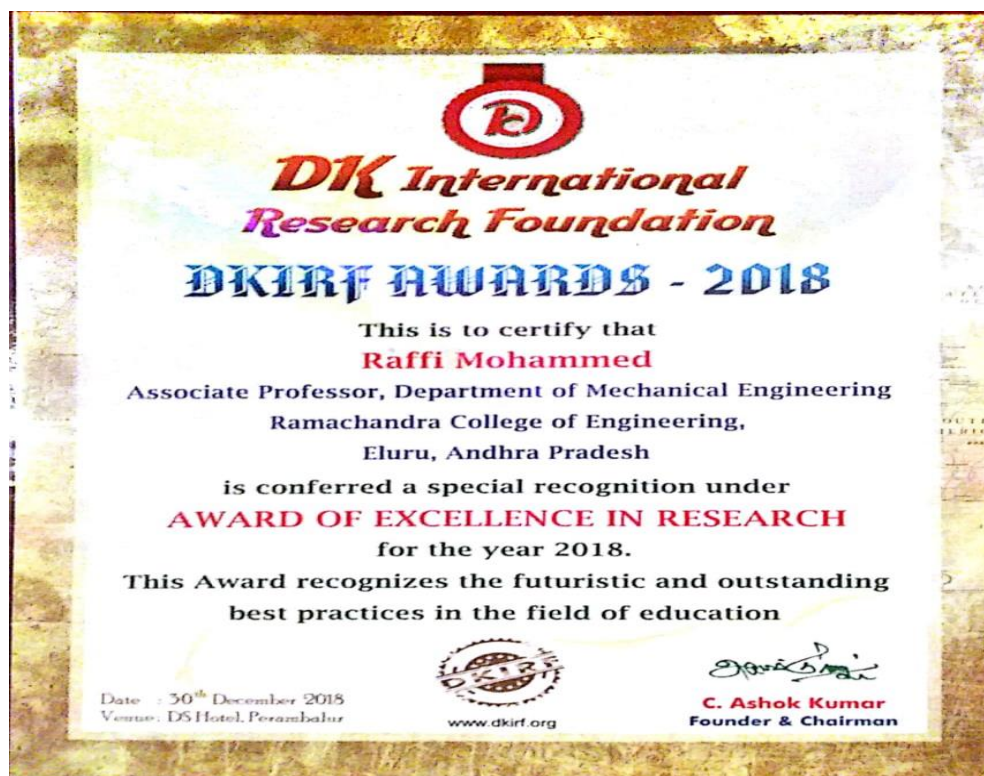 DK International
Research Foundation
DKIRF AWARDS - 2018
This is to certify that
Raffi Mohammed
Associate Professor, Department of Mechanical Engineering
Ramachandra College of Engineering,
Eluru, Andhra Pradesh
is conferred a special recognition under
AWARD OF EXCELLENCE IN RESEARCH
for the year 2018.
This Award recognizes the futuristic and outstanding
best practices in the field of education
DKIRF
Date : 30th December 2018
Venue: DS Hotel, Perambalur
www.dkirf.org
C. Ashok Kumar
Founder & Chairman